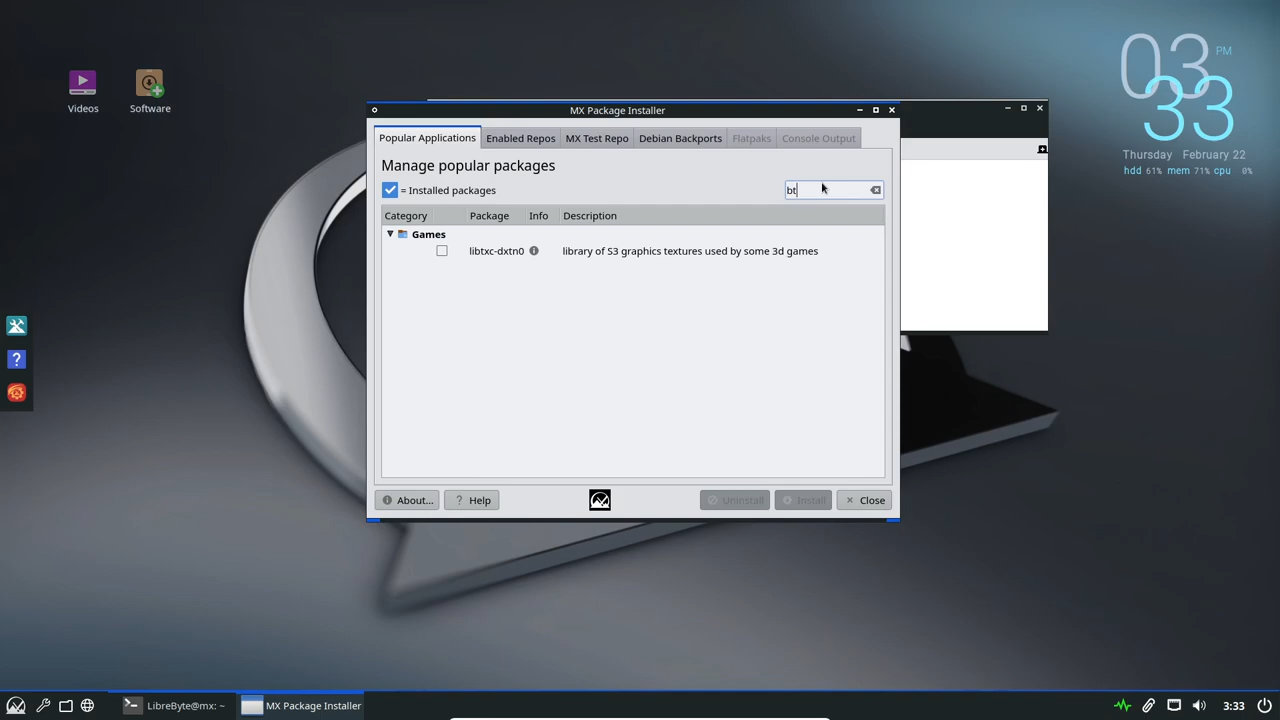 Videos
Software
03 PM
33
Thursday February 22
hdd 61% mem 71% cpu 0%
MX Package Installer
Popular Applications
Enabled Repos
MX Test Repo
Debian Backports
Flatpaks
Console Output
Manage popular packages
= Installed packages
bt
Category
Package
Info
Description
Games
libtxc-dxtn0
library of S3 graphics textures used by some 3d games
About...
? Help
Uninstall
Install
Close
?
LibreByte@mx: ~
MX Package Installer
3:33